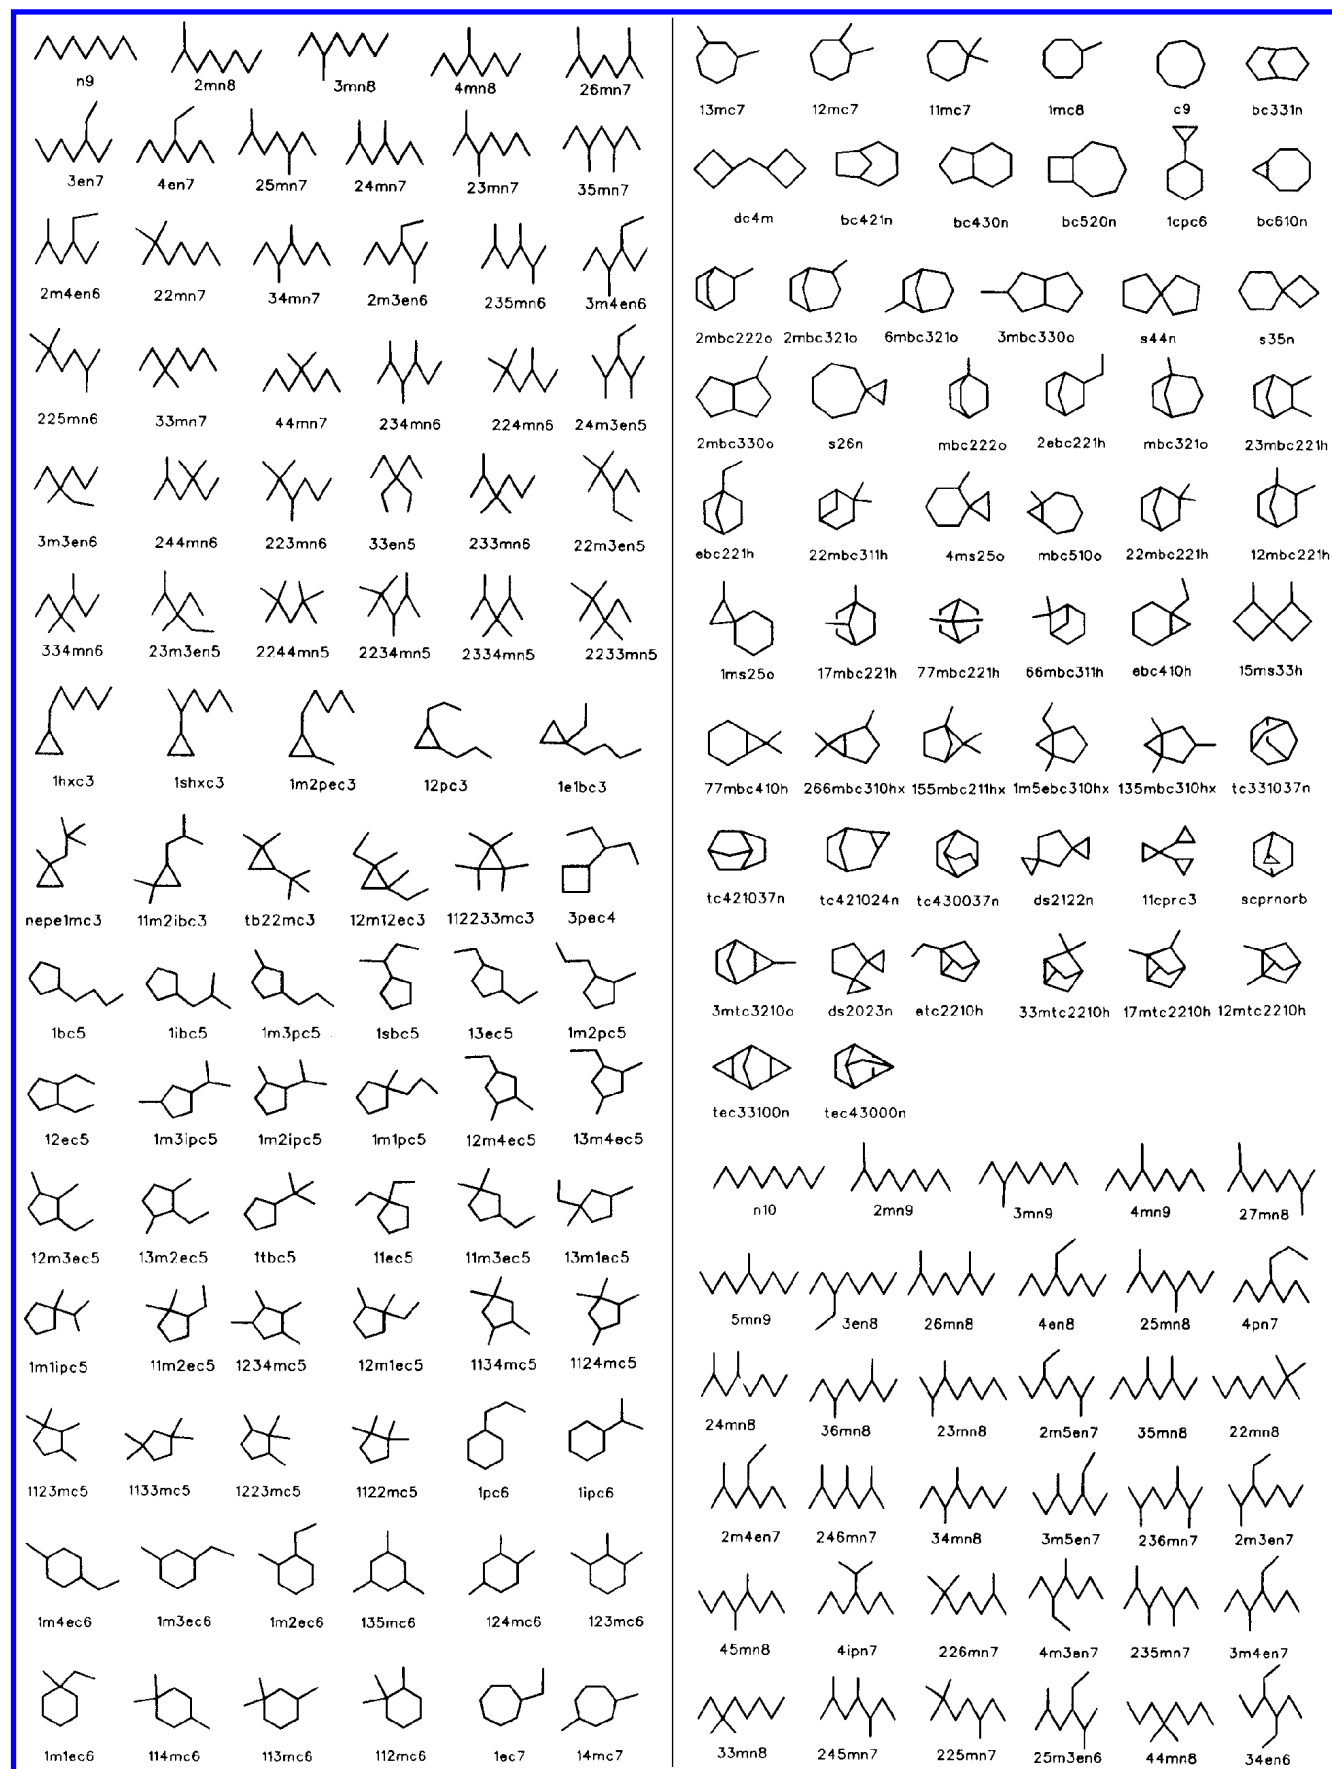 n9 2mn8 3mn8 4mn8 26mn7
3en7 4en7 25mn7 24mn7 23mn7 35mn7
2m4en6 22mn7 34mn7 2m3en6 235mn6 3m4en6
225mn6 33mn7 44mn7 234mn6 224mn6 24m3en5
3m3en6 244mn6 223mn6 33en5 233mn6 22m3en5
334mn6 23m3en5 2244mn5 2234mn5 2334mn5 2233mn5
1hxc3 1shxc3 1m2pec3 12pc3 1e1bc3
nepe1mc3 11m2ibc3 tb22mc3 12m12ec3 112233mc3 3pec4
1bc5 1ibc5 1m3pc5 1sbc5 13ec5 1m2pc5
12ec5 1m3ipc5 1m2ipc5 1m1pc5 12m4ec5 13m4ec5
12m3ec5 13m2ec5 1tbc5 11ec5 11m3ec5 13m1ec5
1m1ipc5 11m2ec5 1234mc5 12m1ec5 1134mc5 1124mc5
1123mc5 1133mc5 1223mc5 1122mc5 1pc6 1ipc6
1m4ec6 1m3ec6 1m2ec6 135mc6 124mc6 123mc6
1m1ec6 114mc6 113mc6 112mc6 1ec7 14mc7
13mc7 12mc7 11mc7 1mc8 c9 bc331n
dc4m bc421n bc430n bc520n 1cpc6 bc610n
2mbc222o 2mbc321o 6mbc321o 3mbc330o s44n s35n
2mbc330o s26n mbc222o 2ebc221h mbc321o 23mbc221h
ebc221h 22mbc311h 4ms25o mbc510o 22mbc221h 12mbc221h
1ms25o 17mbc221h 77mbc221h 66mbc311h ebc410h 15ms33h
77mbc410h 266mbc310hx 155mbc211hx 1m5ebc310hx 135mbc310hx tc331037n
tc421037n tc421024n tc430037n ds2122n 11cprc3 scprnorb
3mtc3210o ds2023n etc2210h 33mtc2210h 17mtc2210h 12mtc2210h
tec33100n tec43000n
n10 2mn9 3mn9 4mn9 27mn8
5mn9 3en8 26mn8 4en8 25mn8 4pn7
24mn8 36mn8 23mn8 2m5en7 35mn8 22mn8
2m4en7 246mn7 34mn8 3m5en7 236mn7 2m3en7
45mn8 4ipn7 226mn7 4m3en7 235mn7 3m4en7
33mn8 245mn7 225mn7 25m3en6 44mn8 34en6